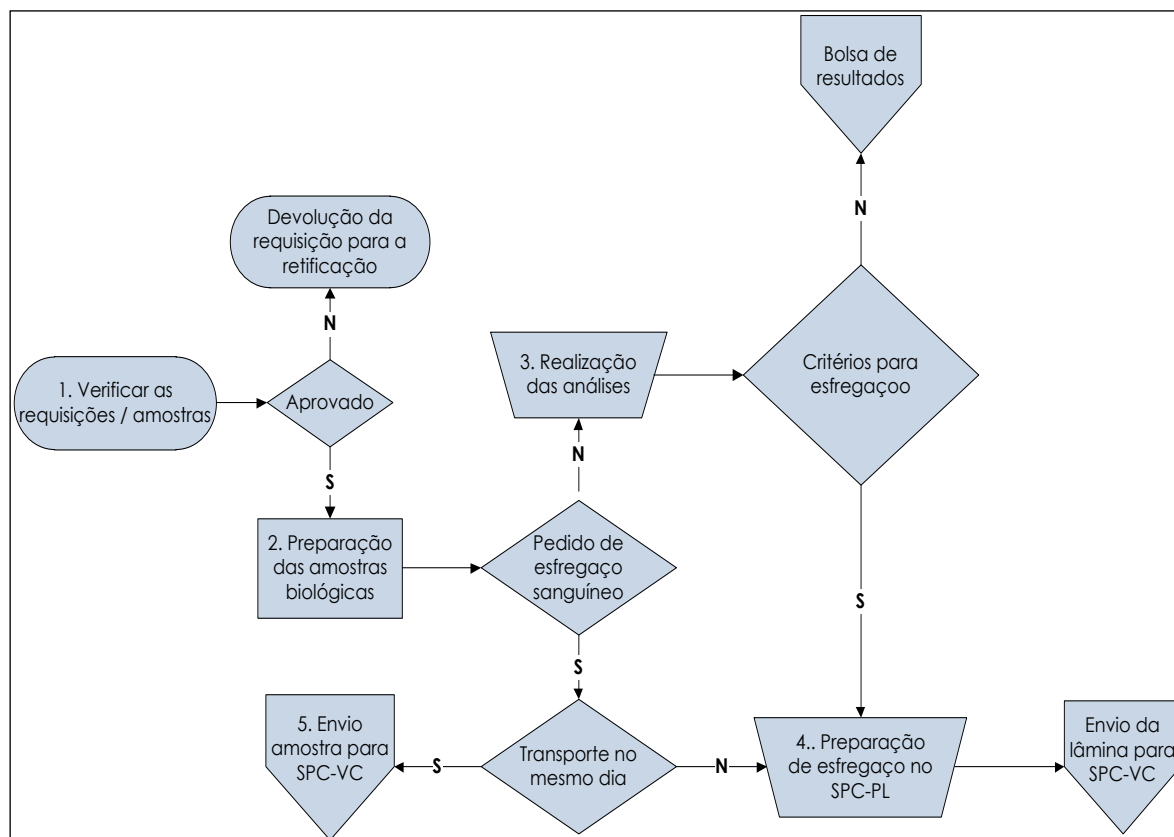 Bolsa de
resultados
N
Devolução da
requisição para a
retificação
N
1. Verificar as
requisições / amostras
Aprovado
S
3. Realização
das análises
Critérios para
esfregaçoo
N
2. Preparação
das amostras
biológicas
Pedido de
esfregaço
sanguíneo
S
S
5. Envio
amostra para
SPC-VC
S
Transporte no
mesmo dia
N
4.. Preparação
de esfregaço no
SPC-PL
Envio da
lâmina para
SPC-VC